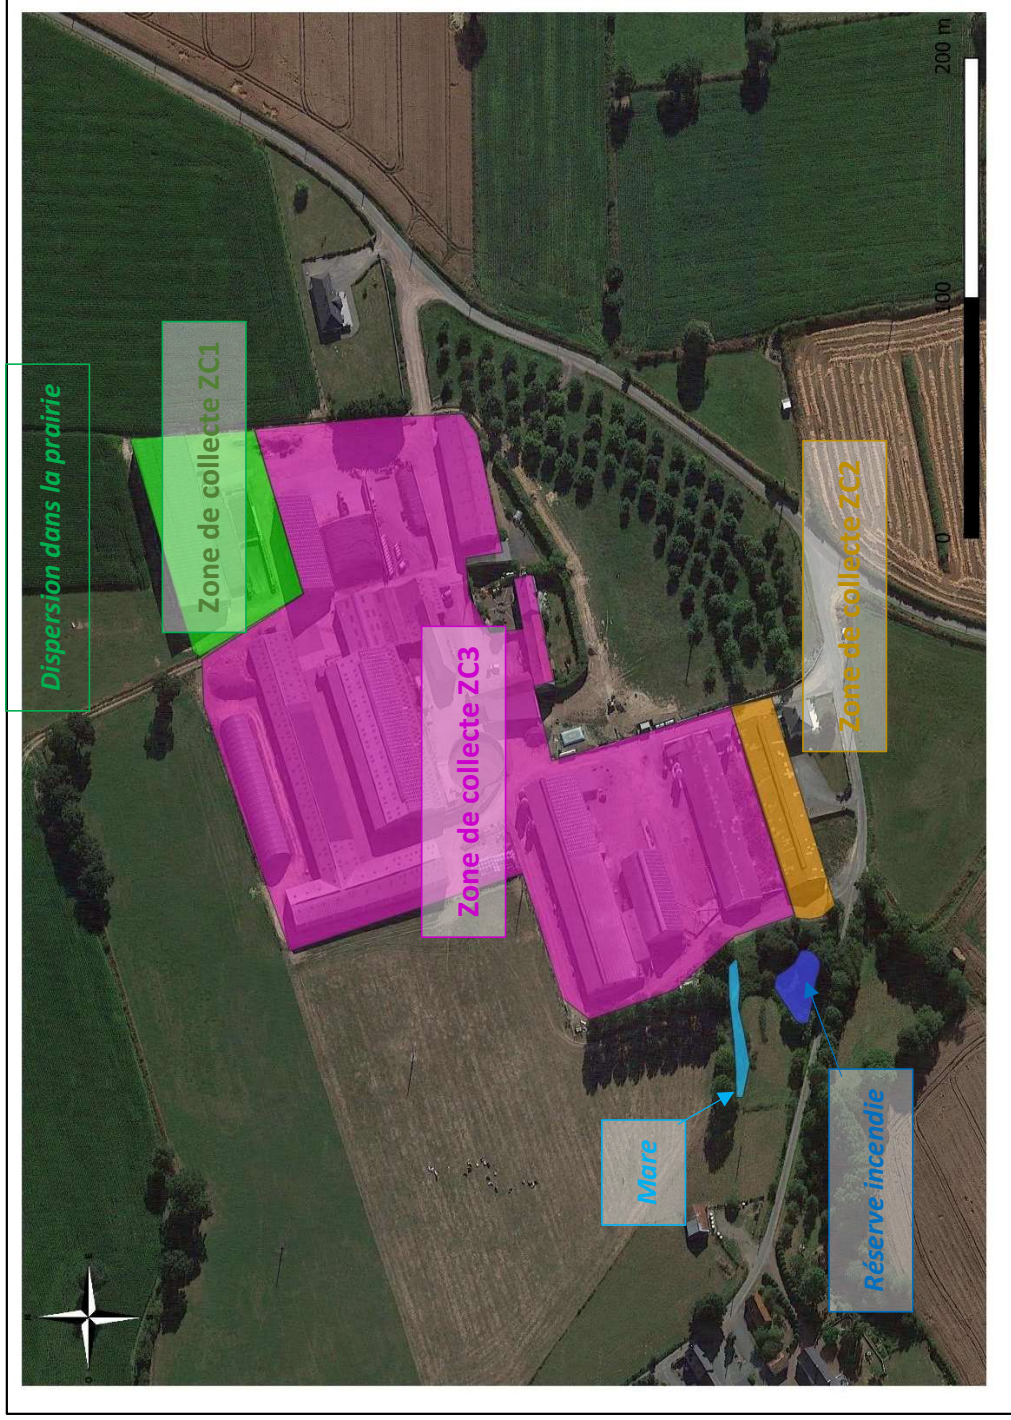 Dispersion dans la prairie
Zone de collecte ZC1
Zone de collecte ZC3
Zone de collecte ZC2
Mare
Réserve incendie
0
100
200 m